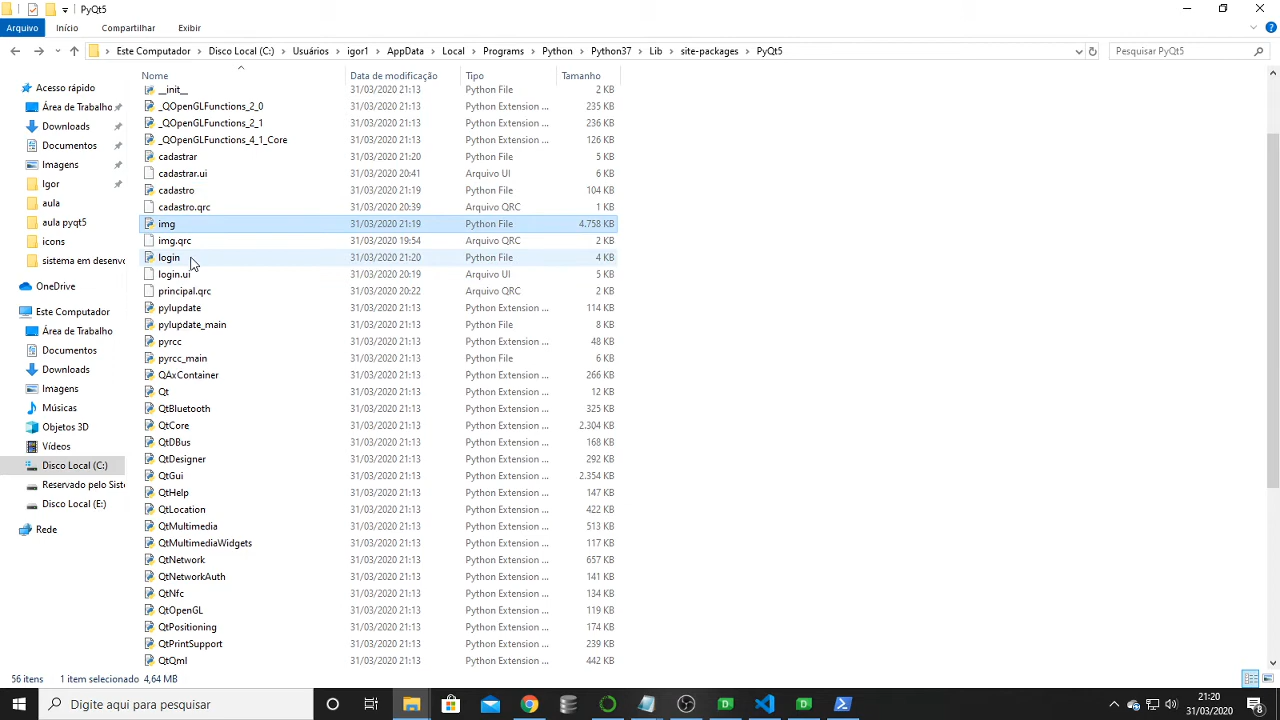 PyQt5
Arquivo Início Compartilhar Exibir
Este Computador › Disco Local (C:) › Usuários › igor1 › AppData › Local › Programs › Python › Python37 › Lib › site-packages › PyQt5
Pesquisar PyQt5
Nome Data de modificação Tipo Tamanho
Acesso rápido
Área de Trabalho
Downloads
Documentos
Imagens
Igor
aula
aula pyqt5
icons
sistema em desenvo
OneDrive
Este Computador
Área de Trabalho
Documentos
Downloads
Imagens
Músicas
Objetos 3D
Vídeos
Disco Local (C:)
Reservado pelo Siste
Disco Local (E:)
Rede
__init__ 31/03/2020 21:13 Python File 2 KB
_QOpenGLFunctions_2_0 31/03/2020 21:13 Python Extension ... 235 KB
_QOpenGLFunctions_2_1 31/03/2020 21:13 Python Extension ... 236 KB
_QOpenGLFunctions_4_1_Core 31/03/2020 21:13 Python Extension ... 126 KB
cadastrar 31/03/2020 21:20 Python File 5 KB
cadastrar.ui 31/03/2020 20:41 Arquivo UI 6 KB
cadastro 31/03/2020 21:19 Python File 104 KB
cadastro.qrc 31/03/2020 20:39 Arquivo QRC 1 KB
img 31/03/2020 21:19 Python File 4.758 KB
img.qrc 31/03/2020 19:54 Arquivo QRC 2 KB
login 31/03/2020 21:20 Python File 4 KB
login.ui 31/03/2020 20:19 Arquivo UI 5 KB
principal.qrc 31/03/2020 20:22 Arquivo QRC 2 KB
pylupdate 31/03/2020 21:13 Python Extension ... 114 KB
pylupdate_main 31/03/2020 21:13 Python File 8 KB
pyrcc 31/03/2020 21:13 Python Extension ... 48 KB
pyrcc_main 31/03/2020 21:13 Python File 6 KB
QAxContainer 31/03/2020 21:13 Python Extension ... 266 KB
Qt 31/03/2020 21:13 Python Extension ... 12 KB
QtBluetooth 31/03/2020 21:13 Python Extension ... 325 KB
QtCore 31/03/2020 21:13 Python Extension ... 2.304 KB
QtDBus 31/03/2020 21:13 Python Extension ... 168 KB
QtDesigner 31/03/2020 21:13 Python Extension ... 292 KB
QtGui 31/03/2020 21:13 Python Extension ... 2.354 KB
QtHelp 31/03/2020 21:13 Python Extension ... 147 KB
QtLocation 31/03/2020 21:13 Python Extension ... 422 KB
QtMultimedia 31/03/2020 21:13 Python Extension ... 513 KB
QtMultimediaWidgets 31/03/2020 21:13 Python Extension ... 117 KB
QtNetwork 31/03/2020 21:13 Python Extension ... 657 KB
QtNetworkAuth 31/03/2020 21:13 Python Extension ... 141 KB
QtNfc 31/03/2020 21:13 Python Extension ... 134 KB
QtOpenGL 31/03/2020 21:13 Python Extension ... 119 KB
QtPositioning 31/03/2020 21:13 Python Extension ... 174 KB
QtPrintSupport 31/03/2020 21:13 Python Extension ... 239 KB
QtQml 31/03/2020 21:13 Python Extension ... 442 KB
56 itens 1 item selecionado 4,64 MB
Digite aqui para pesquisar
21:20
31/03/2020
8